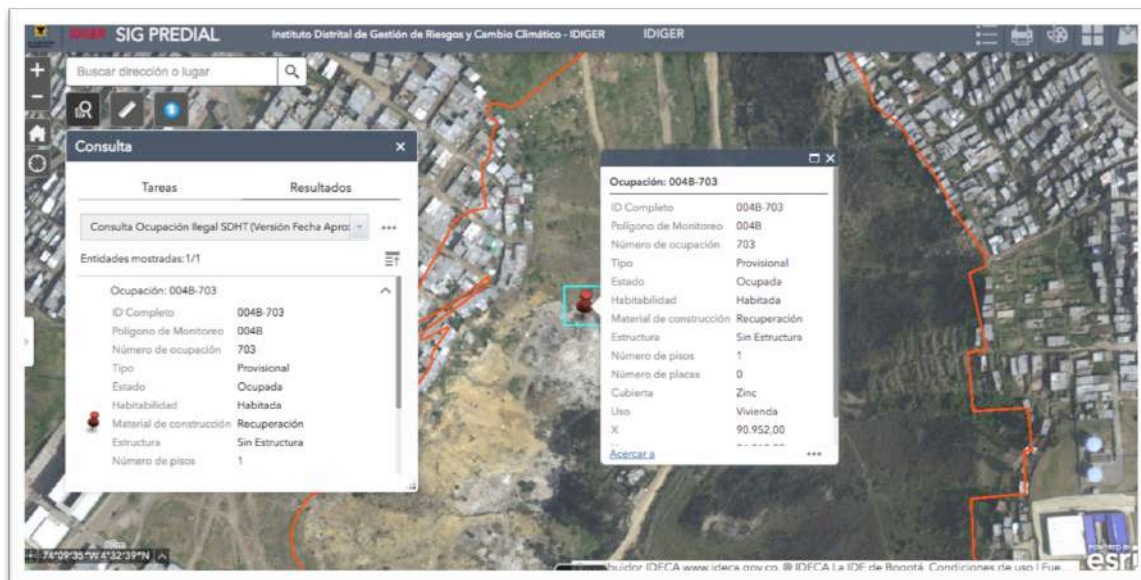 IDIGER SIG PREDIAL Instituto Distrital de Gestión de Riesgos y Cambio Climático - IDIGER IDIGER
+
Buscar dirección o lugar
-
Consulta ×
Tareas Resultados
Consulta Ocupación Ilegal SDHT (Versión Fecha Apro:
Entidades mostradas:1/1
Ocupación: 004B-703
ID Completo 004B-703
Polígono de Monitoreo 004B
Número de ocupación 703
Tipo Provisional
Estado Ocupada
Habitabilidad Habitada
Material de construcción Recuperación
Estructura Sin Estructura
Número de pisos 1
Ocupación: 004B-703
ID Completo 004B-703
Polígono de Monitoreo 004B
Número de ocupación 703
Tipo Provisional
Estado Ocupada
Habitabilidad Habitada
Material de construcción Recuperación
Estructura Sin Estructura
Número de pisos 1
Número de placas 0
Cubierta Zinc
Uso Vivienda
X 90.952,00
Acercar a
74°09'35"W 4°32'39"N
IDECA www.ideca.gov.co, ® IDECA La IDE de Bogotá. Condiciones de uso | Fue...
POWERED BY
esri